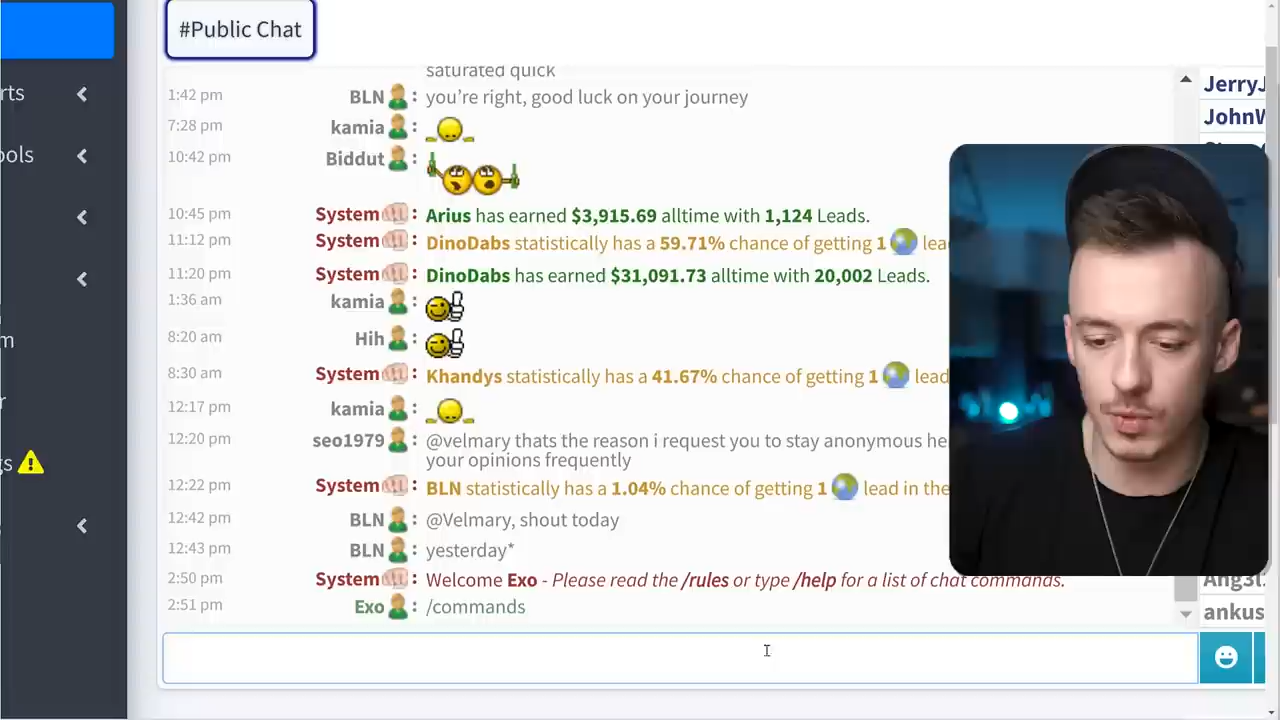 #Public Chat
saturated quick
1:42 pm BLN : you're right, good luck on your journey
7:28 pm kamia :
10:42 pm Biddut :
10:45 pm System : Arius has earned $3,915.69 alltime with 1,124 Leads.
11:12 pm System : DinoDabs statistically has a 59.71% chance of getting 1 lea
11:20 pm System : DinoDabs has earned $31,091.73 alltime with 20,002 Leads.
1:36 am kamia :
8:20 am Hih :
8:30 am System : Khandys statistically has a 41.67% chance of getting 1 lead
12:17 pm kamia :
12:20 pm seo1979 : @velmary thats the reason i request you to stay anonymous he
your opinions frequently
12:22 pm System : BLN statistically has a 1.04% chance of getting 1 lead in the
12:42 pm BLN : @Velmary, shout today
12:43 pm BLN : yesterday*
2:50 pm System : Welcome Exo - Please read the /rules or type /help for a list of chat commands.
2:51 pm Exo : /commands
rts
ools
m
r
gs
JerryJ
JohnW
Ang3l
ankus